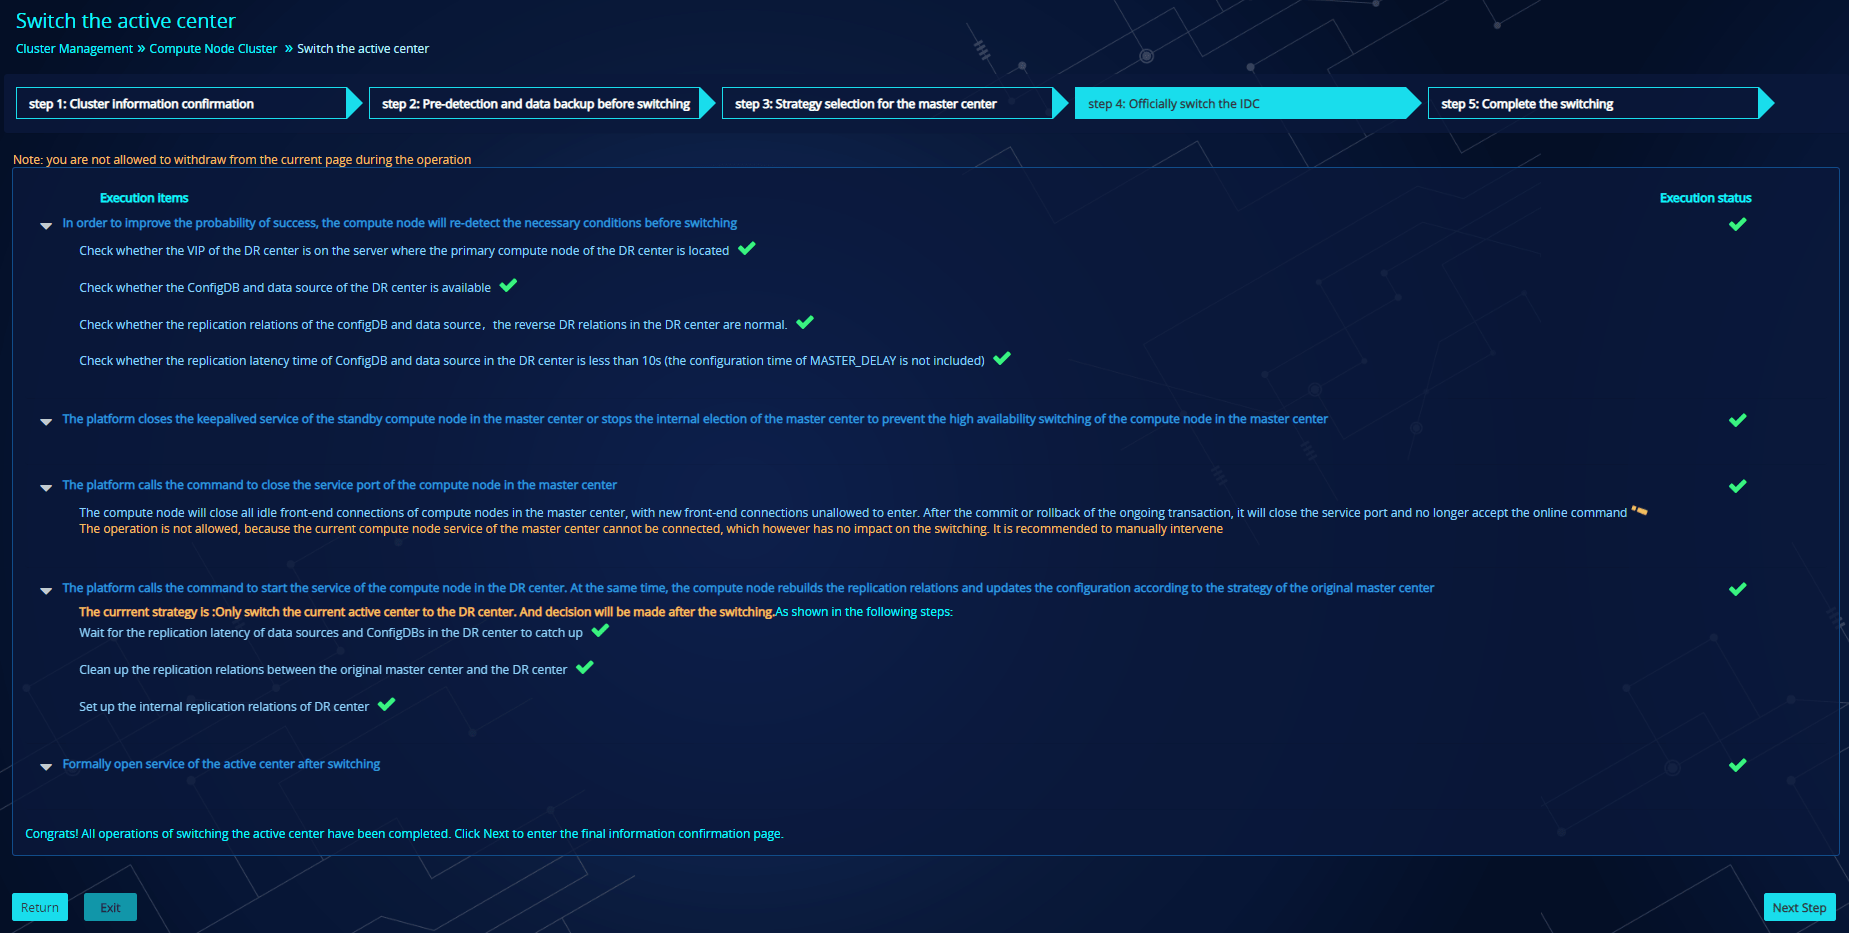 Switch the active center
Cluster Management » Compute Node Cluster » Switch the active center
step 1: Cluster information confirmation
step 2: Pre-detection and data backup before switching
step 3: Strategy selection for the master center
step 4: Officially switch the IDC
step 5: Complete the switching
Note: you are not allowed to withdraw from the current page during the operation
Execution items
Execution status
In order to improve the probability of success, the compute node will re-detect the necessary conditions before switching
Check whether the VIP of the DR center is on the server where the primary compute node of the DR center is located
Check whether the ConfigDB and data source of the DR center is available
Check whether the replication relations of the configDB and data source，the reverse DR relations in the DR center are normal.
Check whether the replication latency time of ConfigDB and data source in the DR center is less than 10s (the configuration time of MASTER_DELAY is not included)
The platform closes the keepalived service of the standby compute node in the master center or stops the internal election of the master center to prevent the high availability switching of the compute node in the master center
The platform calls the command to close the service port of the compute node in the master center
The compute node will close all idle front-end connections of compute nodes in the master center, with new front-end connections unallowed to enter. After the commit or rollback of the ongoing transaction, it will close the service port and no longer accept the online command
The operation is not allowed, because the current compute node service of the master center cannot be connected, which however has no impact on the switching. It is recommended to manually intervene
The platform calls the command to start the service of the compute node in the DR center. At the same time, the compute node rebuilds the replication relations and updates the configuration according to the strategy of the original master center
The currrent strategy is :Only switch the current active center to the DR center. And decision will be made after the switching.As shown in the following steps:
Wait for the replication latency of data sources and ConfigDBs in the DR center to catch up
Clean up the replication relations between the original master center and the DR center
Set up the internal replication relations of DR center
Formally open service of the active center after switching
Congrats! All operations of switching the active center have been completed. Click Next to enter the final information confirmation page.
Return
Exit
Next Step